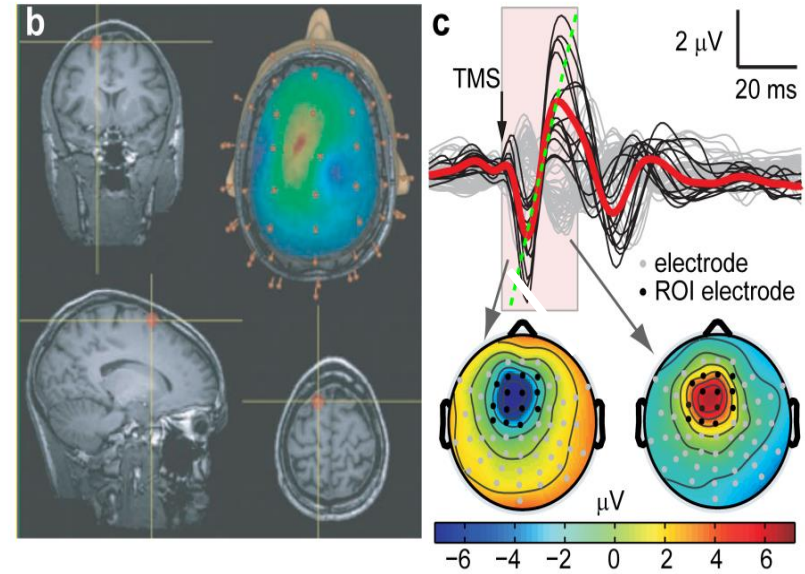 b
c
2 μV
20 ms
TMS
electrode
ROI electrode
μV
−6 −4 −2 0 2 4 6